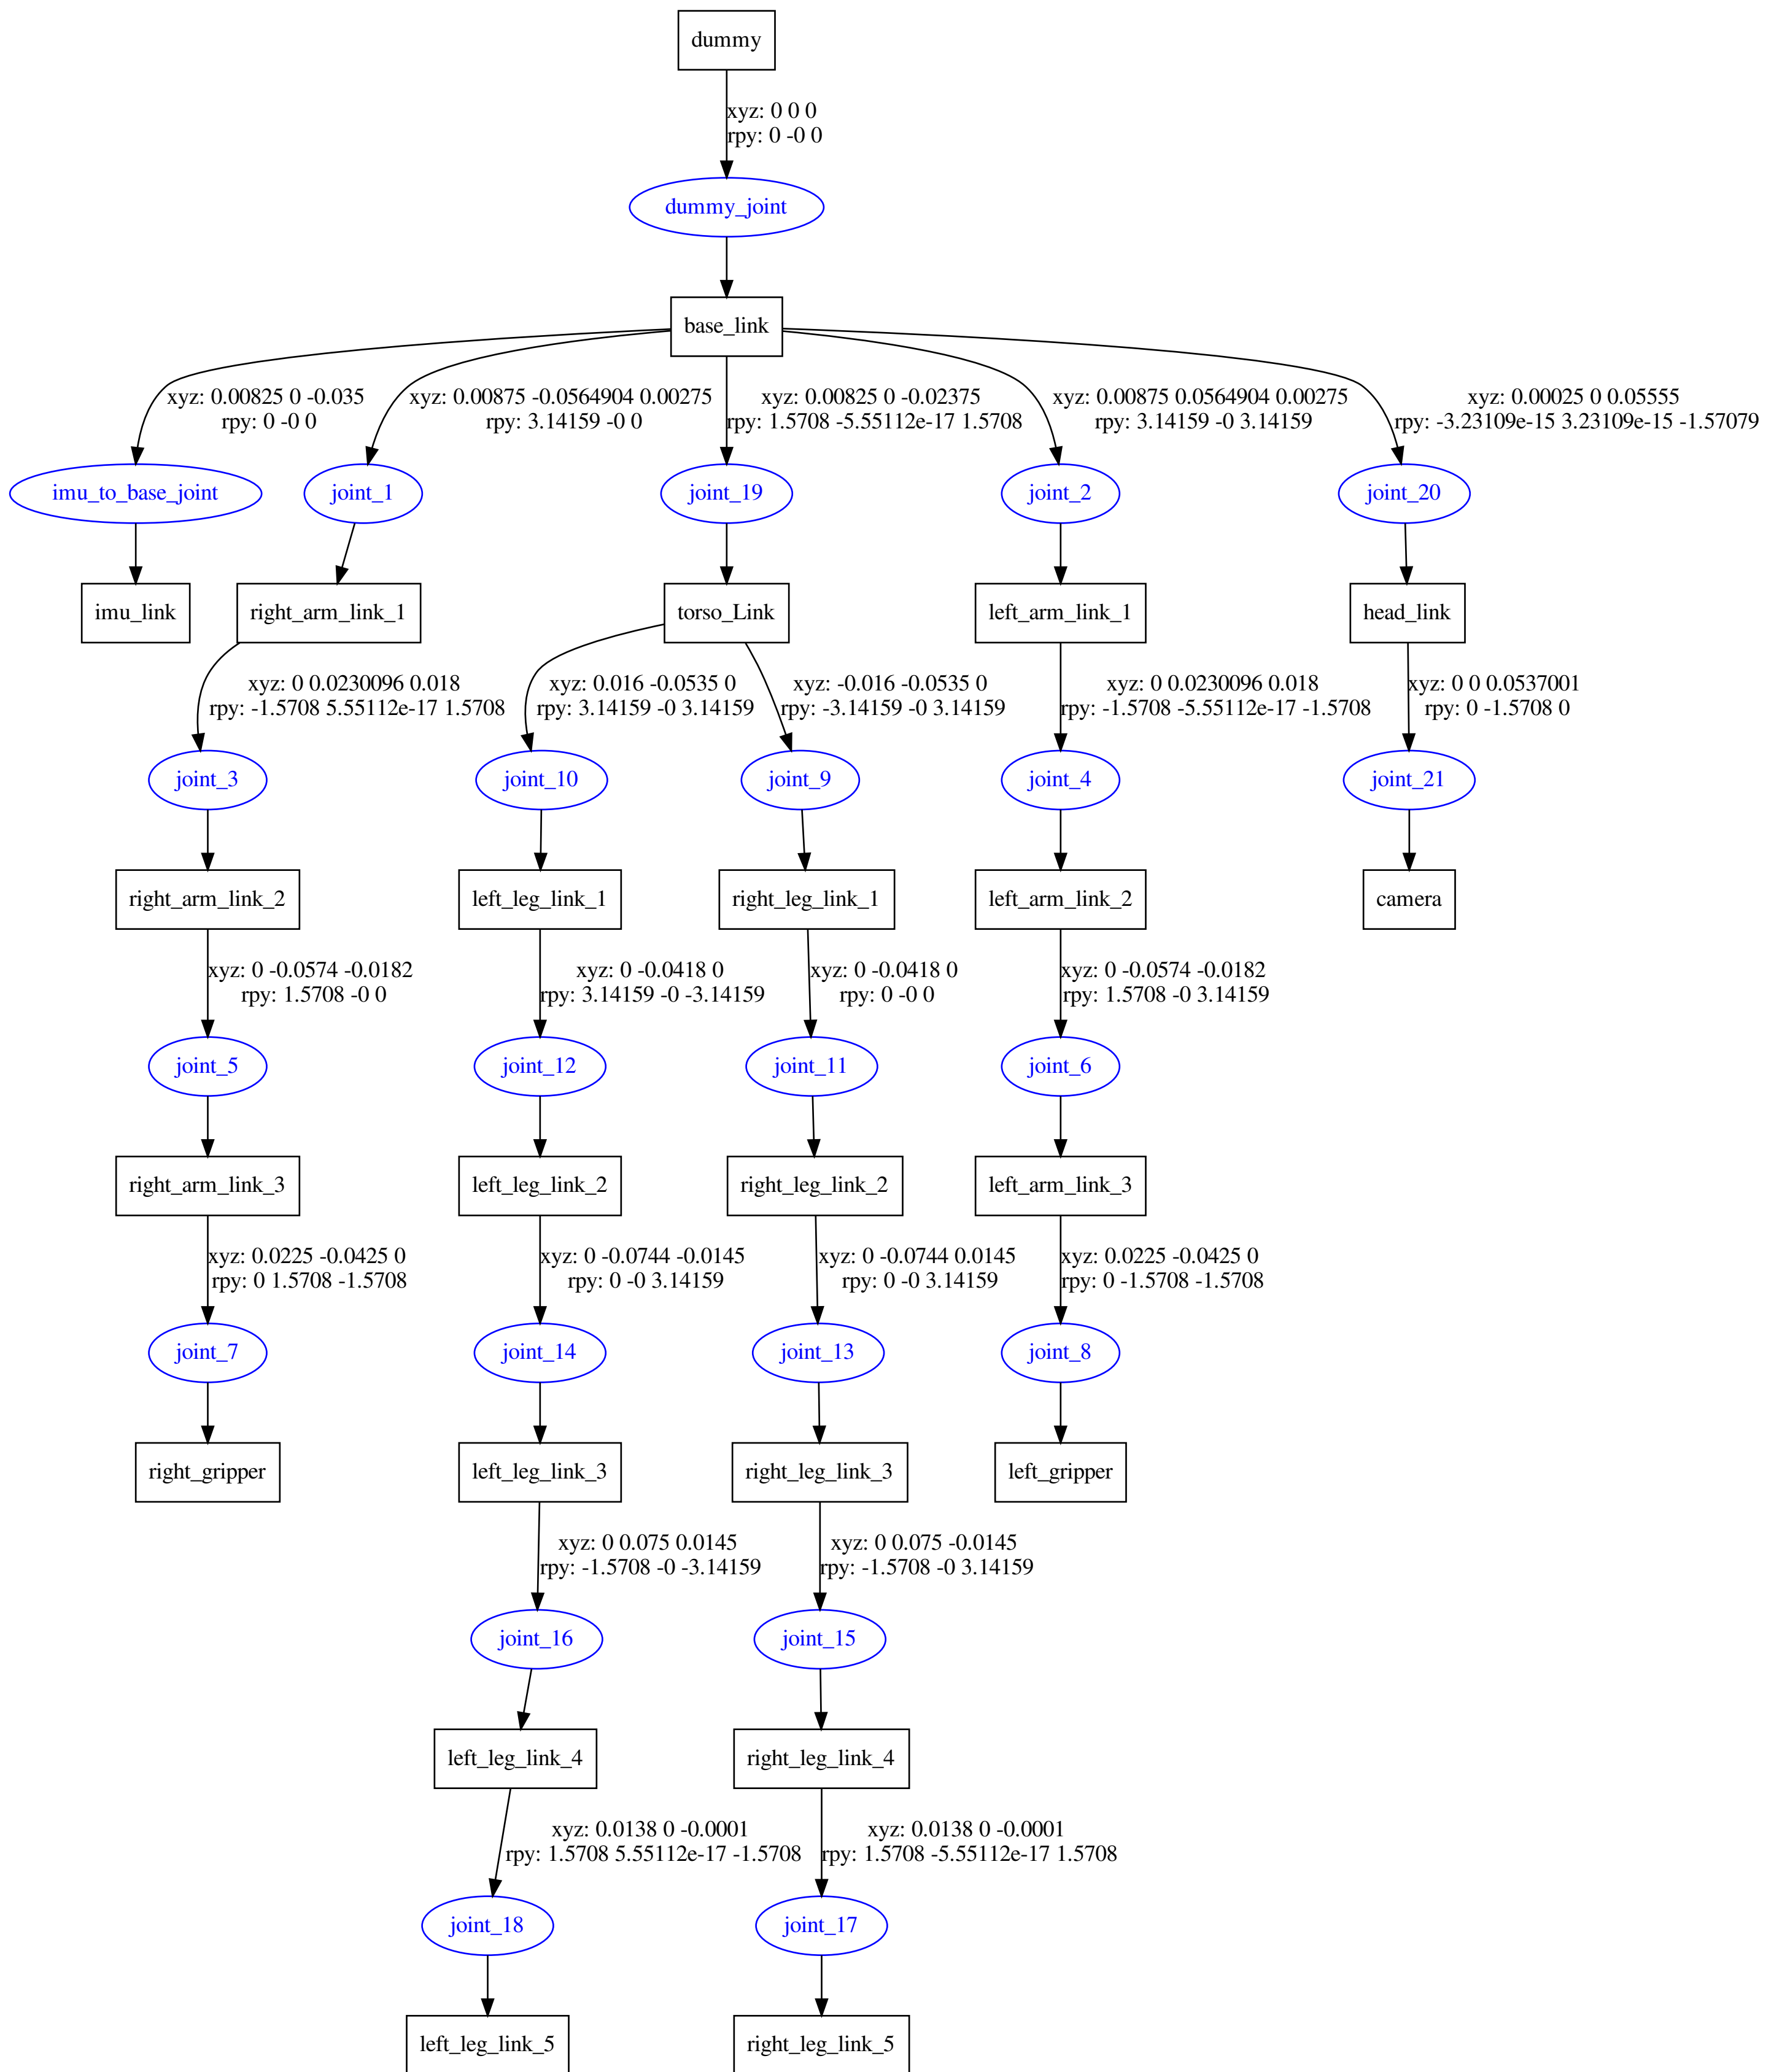 dummy
xyz: 0 0 0
rpy: 0 -0 0
dummy_joint
base_link
xyz: 0.00825 0 -0.035
rpy: 0 -0 0
xyz: 0.00875 -0.0564904 0.00275
rpy: 3.14159 -0 0
xyz: 0.00825 0 -0.02375
rpy: 1.5708 -5.55112e-17 1.5708
xyz: 0.00875 0.0564904 0.00275
rpy: 3.14159 -0 3.14159
xyz: 0.00025 0 0.05555
rpy: -3.23109e-15 3.23109e-15 -1.57079
imu_to_base_joint
joint_1
joint_19
joint_2
joint_20
imu_link
right_arm_link_1
torso_Link
left_arm_link_1
head_link
xyz: 0 0.0230096 0.018
rpy: -1.5708 5.55112e-17 1.5708
xyz: 0.016 -0.0535 0
rpy: 3.14159 -0 3.14159
xyz: -0.016 -0.0535 0
rpy: -3.14159 -0 3.14159
xyz: 0 0.0230096 0.018
rpy: -1.5708 -5.55112e-17 -1.5708
xyz: 0 0 0.0537001
rpy: 0 -1.5708 0
joint_3
joint_10
joint_9
joint_4
joint_21
right_arm_link_2
left_leg_link_1
right_leg_link_1
left_arm_link_2
camera
xyz: 0 -0.0574 -0.0182
rpy: 1.5708 -0 0
xyz: 0 -0.0418 0
rpy: 3.14159 -0 -3.14159
xyz: 0 -0.0418 0
rpy: 0 -0 0
xyz: 0 -0.0574 -0.0182
rpy: 1.5708 -0 3.14159
joint_5
joint_12
joint_11
joint_6
right_arm_link_3
left_leg_link_2
right_leg_link_2
left_arm_link_3
xyz: 0.0225 -0.0425 0
rpy: 0 1.5708 -1.5708
xyz: 0 -0.0744 -0.0145
rpy: 0 -0 3.14159
xyz: 0 -0.0744 0.0145
rpy: 0 -0 3.14159
xyz: 0.0225 -0.0425 0
rpy: 0 -1.5708 -1.5708
joint_7
joint_14
joint_13
joint_8
right_gripper
left_leg_link_3
right_leg_link_3
left_gripper
xyz: 0 0.075 0.0145
rpy: -1.5708 -0 -3.14159
xyz: 0 0.075 -0.0145
rpy: -1.5708 -0 3.14159
joint_16
joint_15
left_leg_link_4
right_leg_link_4
xyz: 0.0138 0 -0.0001
rpy: 1.5708 5.55112e-17 -1.5708
xyz: 0.0138 0 -0.0001
rpy: 1.5708 -5.55112e-17 1.5708
joint_18
joint_17
left_leg_link_5
right_leg_link_5